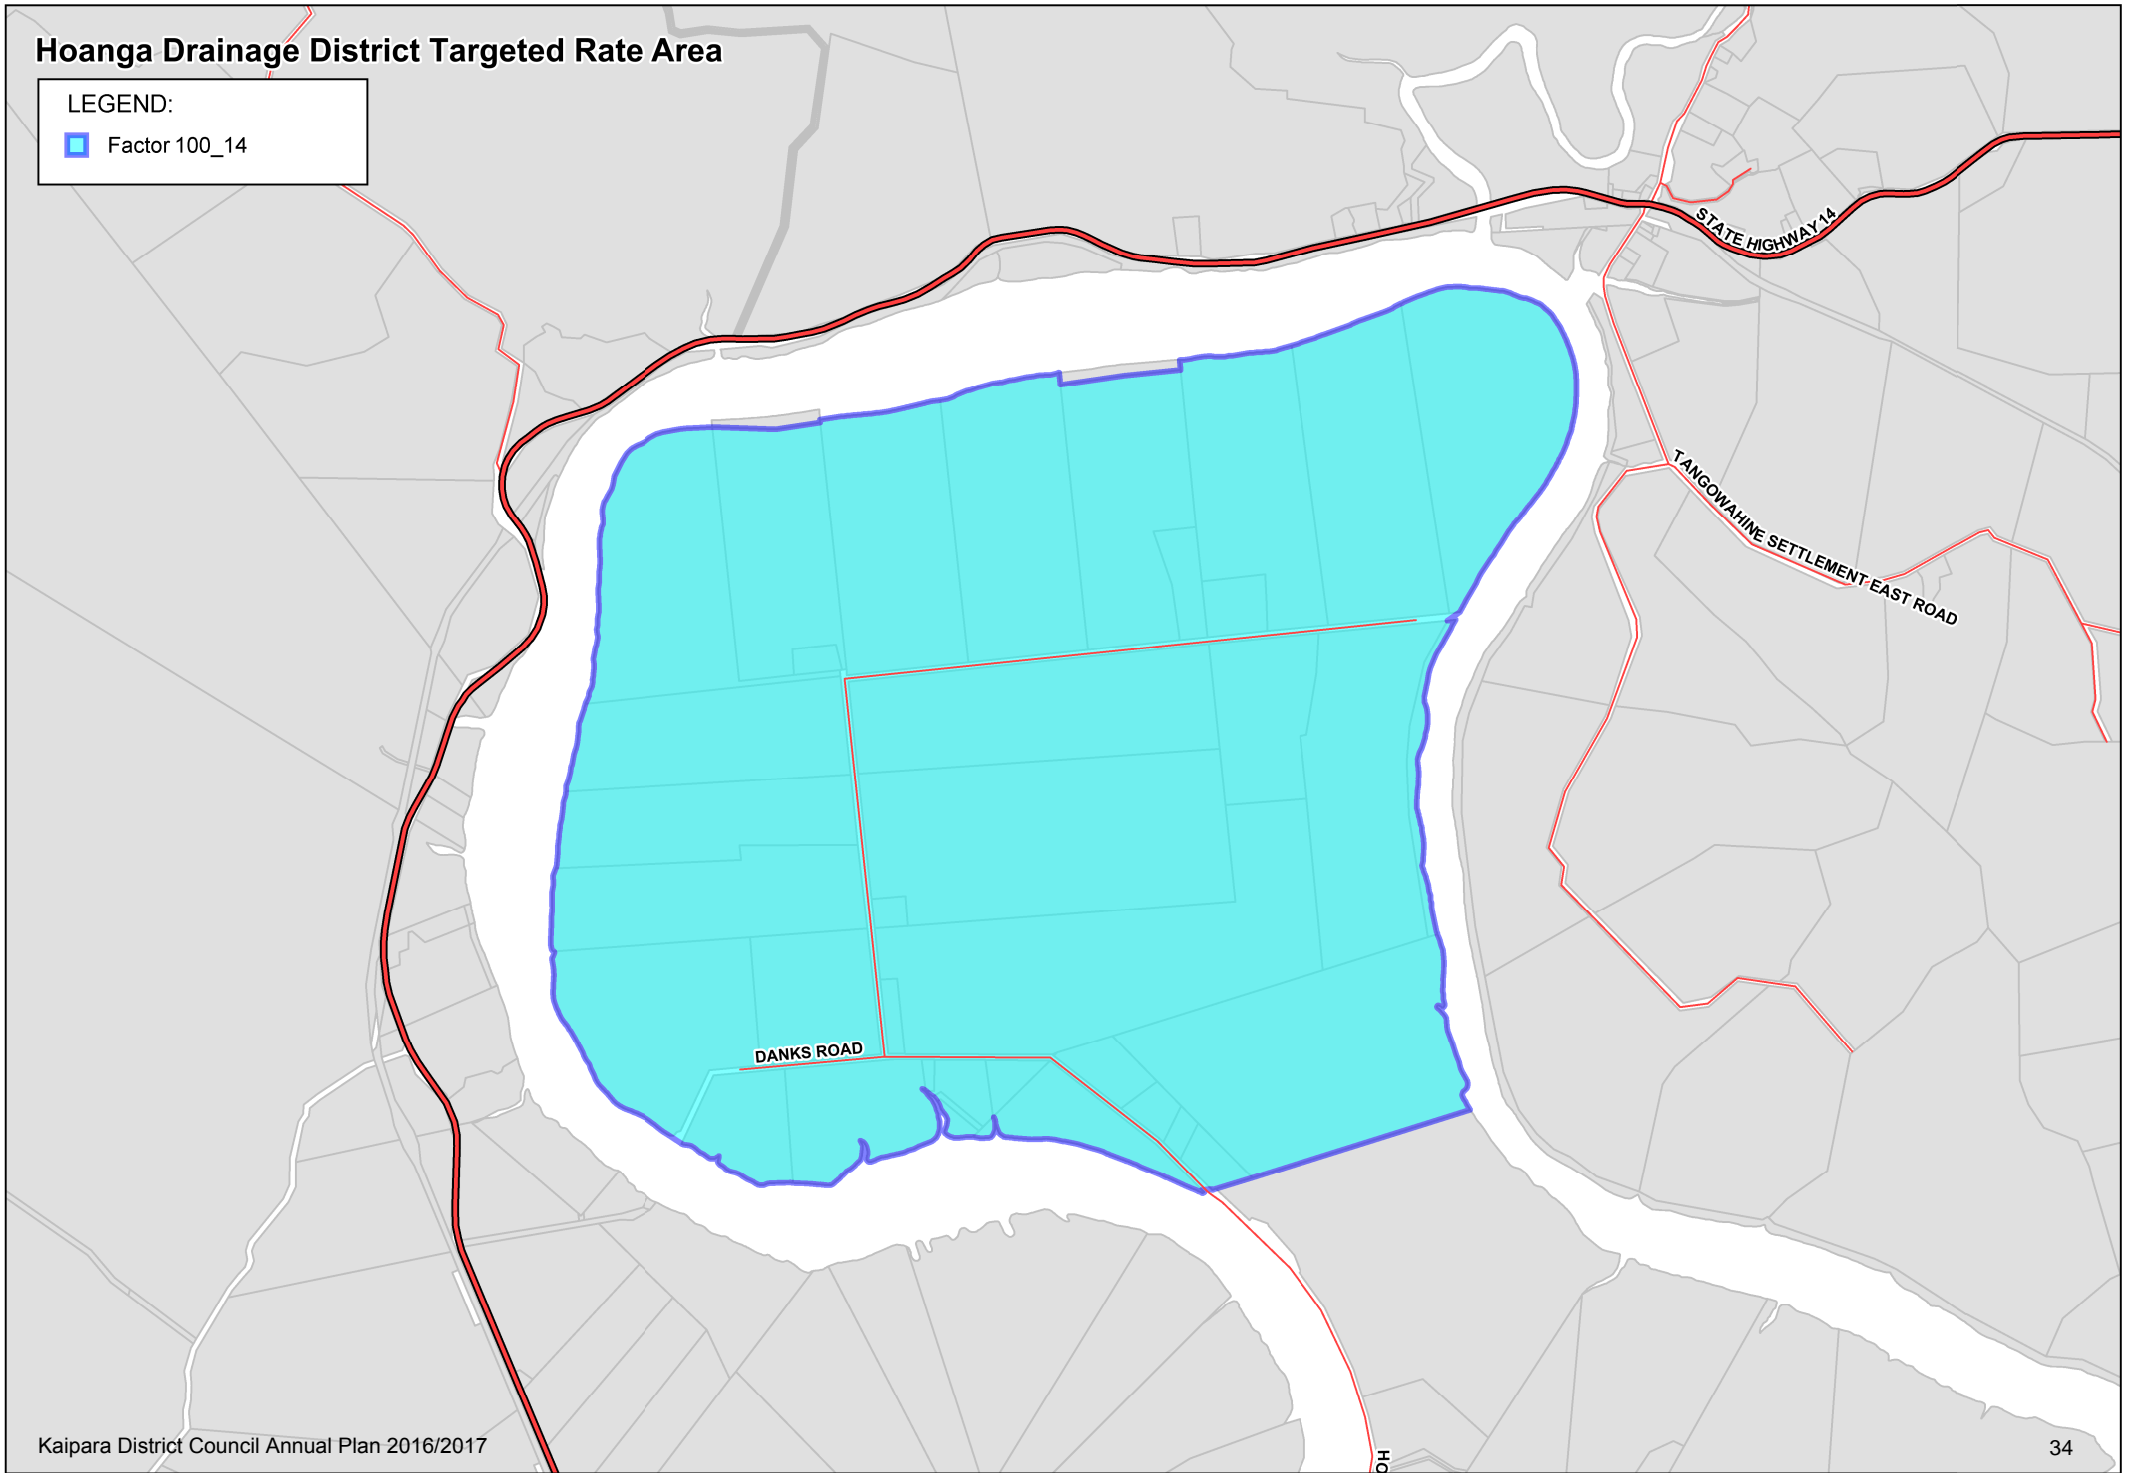 Hoanga Drainage District Targeted Rate Area
LEGEND:
Factor 100_14
STATE HIGHWAY 14
TANGOWAHINE SETTLEMENT EAST ROAD
DANKS ROAD
HO
Kaipara District Council Annual Plan 2016/2017
34